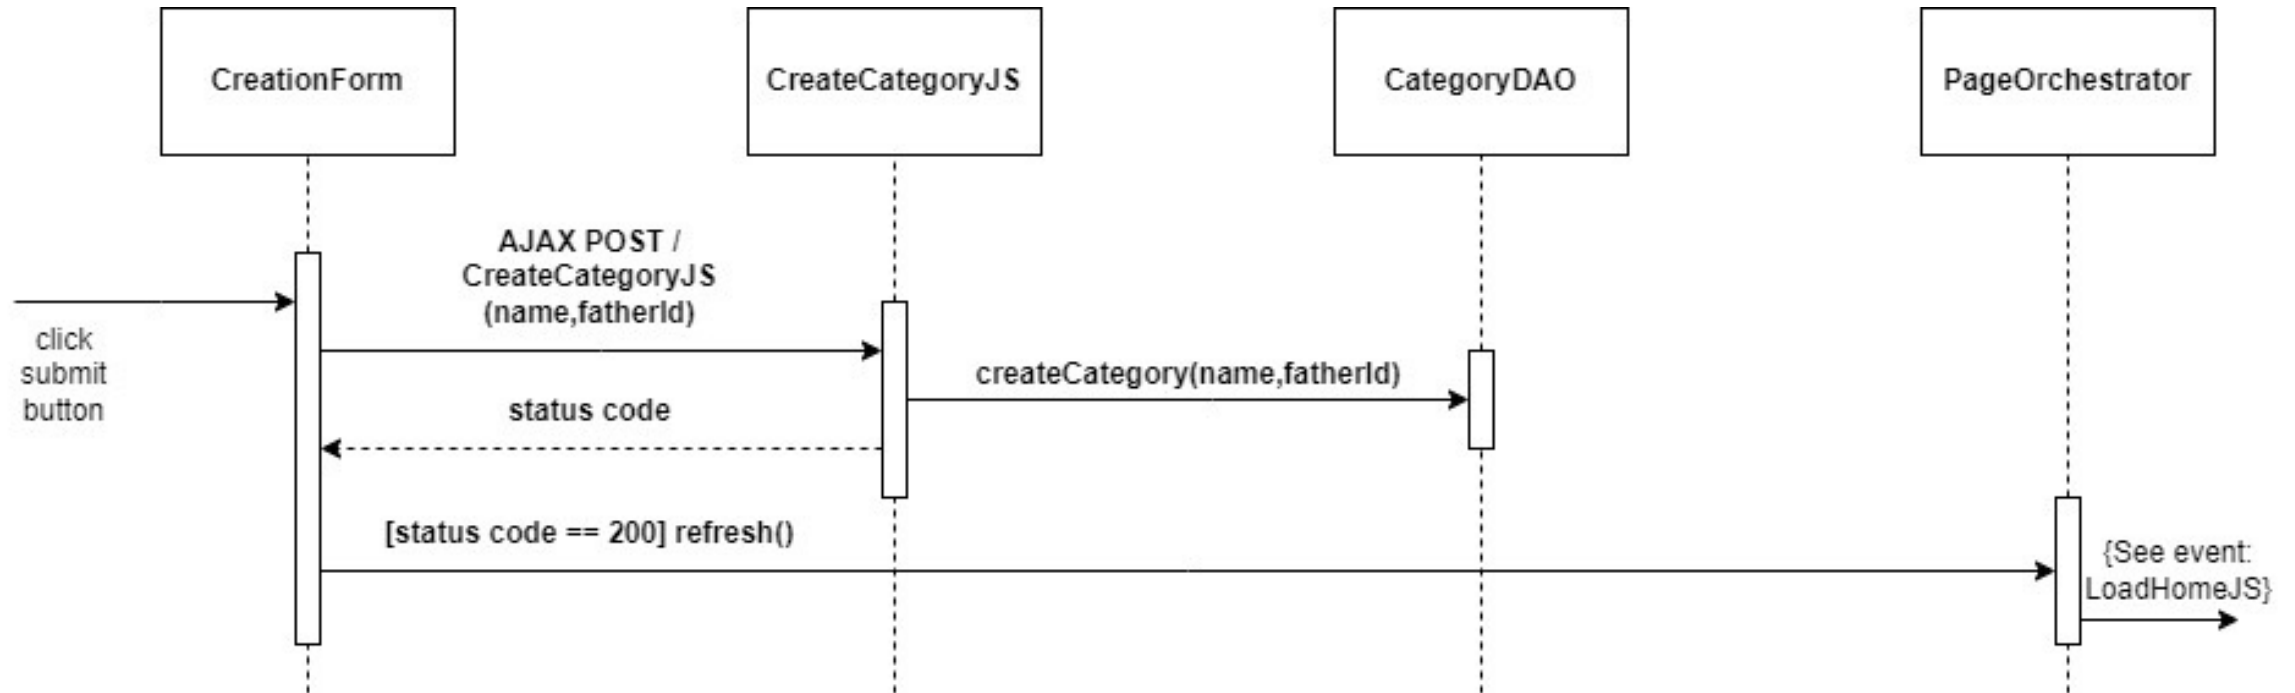 CreationForm
CreateCategoryJS
CategoryDAO
PageOrchestrator
AJAX POST /
CreateCategoryJS
(name,fatherId)
click
submit
button
createCategory(name,fatherId)
status code
[status code == 200] refresh()
{See event:
LoadHomeJS}